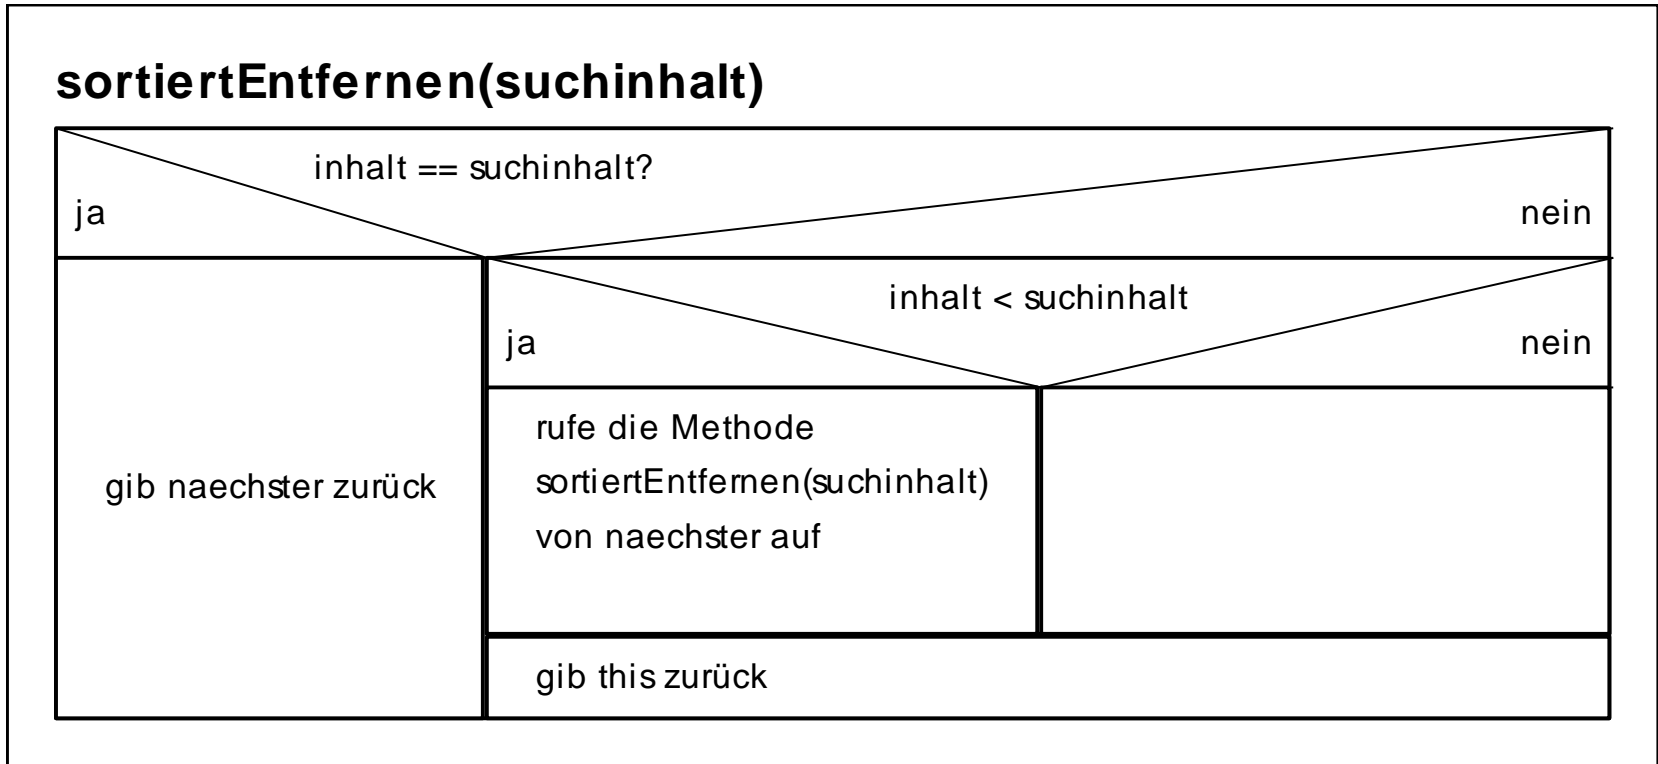 sortiertEntfernen(suchinhalt)
inhalt == suchinhalt?
ja
nein
inhalt < suchinhalt
ja
nein
gib naechster zurück
rufe die Methode
sortiertEntfernen(suchinhalt)
von naechster auf
gib this zurück